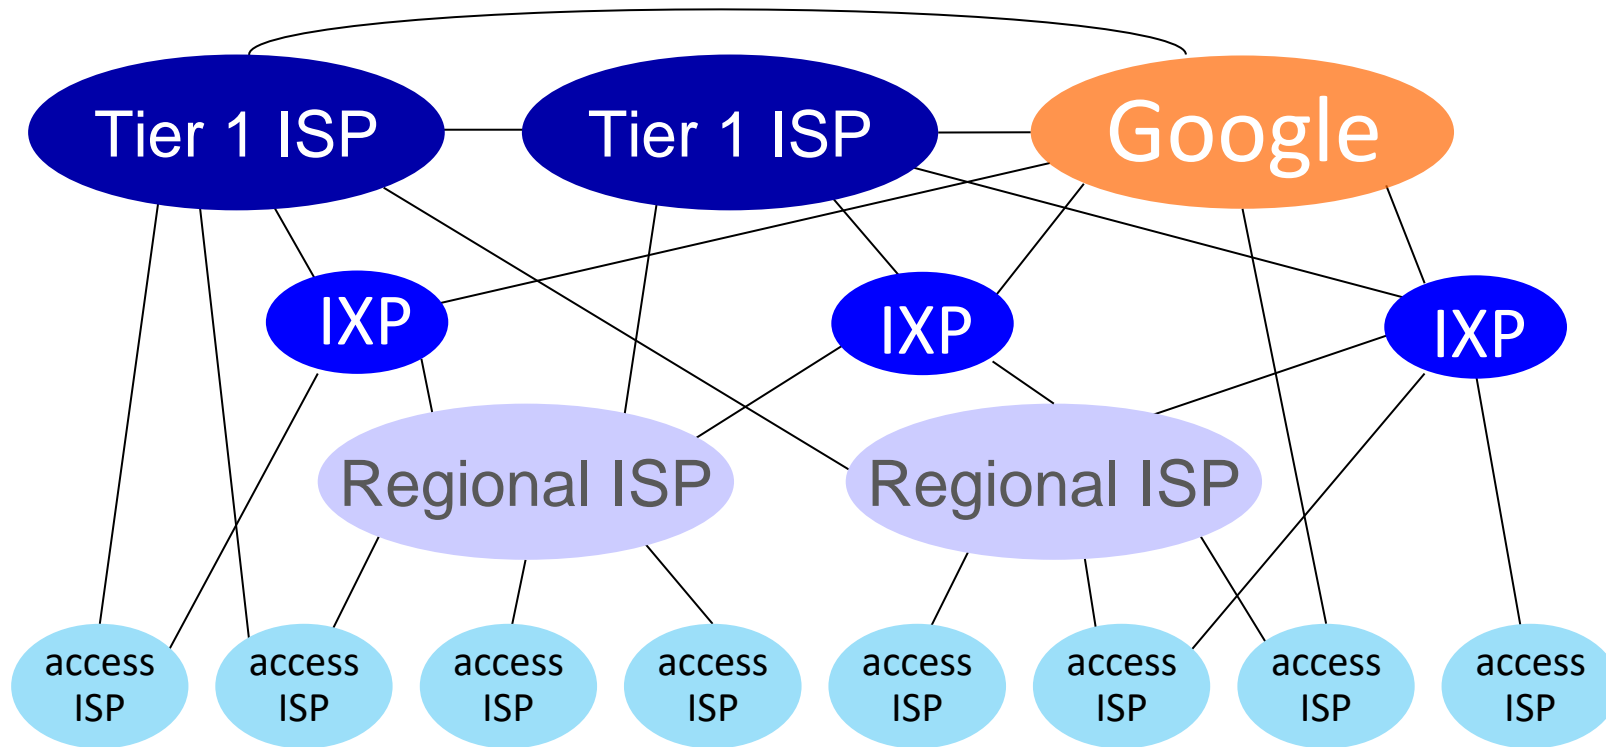 Tier 1 ISP
Tier 1 ISP
Google
IXP
IXP
IXP
Regional ISP
Regional ISP
access
ISP
access
ISP
access
ISP
access
ISP
access
ISP
access
ISP
access
ISP
access
ISP